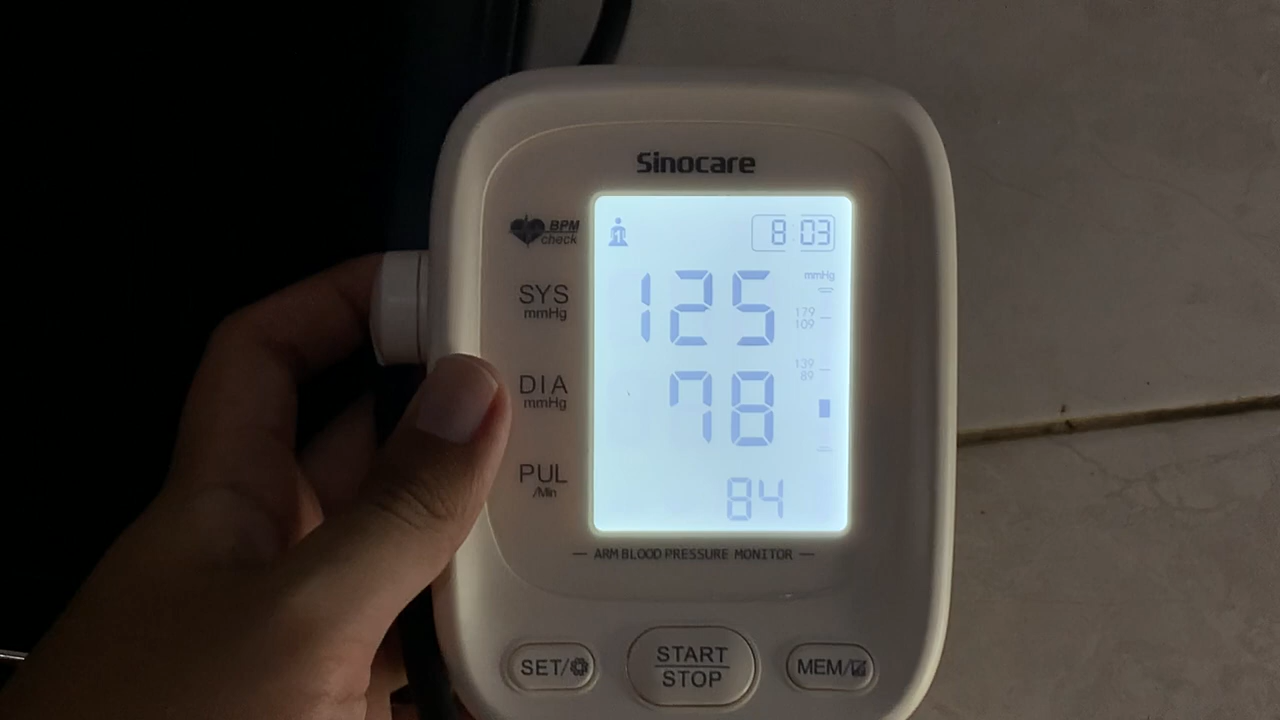 Sinocare
BPM
check
1
8 03
SYS
mmHg
125
mmHg
179
109
139
89
DIA
mmHg
78
PUL
/Min
84
ARM BLOOD PRESSURE MONITOR
SET/
START
STOP
MEM/